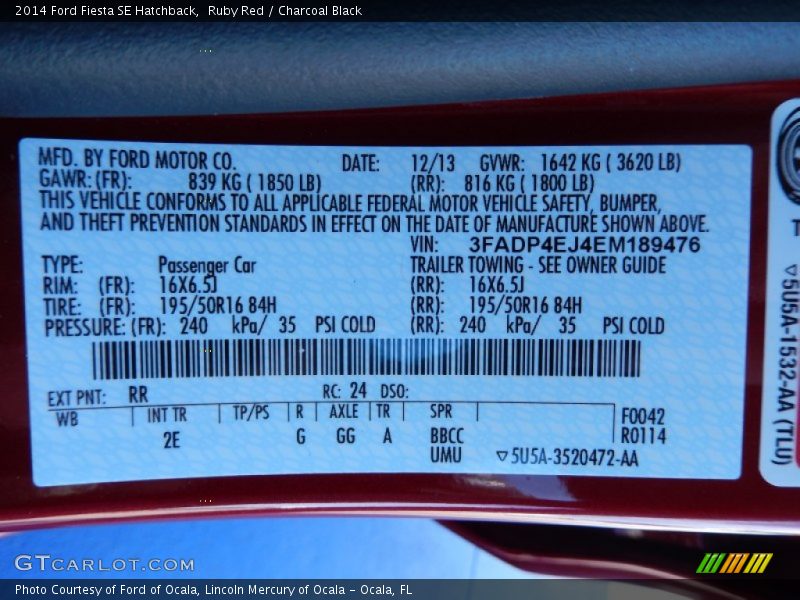 2014 Ford Fiesta SE Hatchback, Ruby Red / Charcoal Black
MFD. BY FORD MOTOR CO. DATE: 12/13 GVWR: 1642 KG ( 3620 LB)
GAWR: (FR): 839 KG ( 1850 LB) (RR): 816 KG ( 1800 LB)
THIS VEHICLE CONFORMS TO ALL APPLICABLE FEDERAL MOTOR VEHICLE SAFETY, BUMPER,
AND THEFT PREVENTION STANDARDS IN EFFECT ON THE DATE OF MANUFACTURE SHOWN ABOVE.
VIN: 3FADP4EJ4EM189476
TYPE: Passenger Car TRAILER TOWING - SEE OWNER GUIDE
RIM: (FR): 16X6.5J (RR): 16X6.5J
TIRE: (FR): 195/50R16 84H (RR): 195/50R16 84H
PRESSURE: (FR): 240 kPa/ 35 PSI COLD (RR): 240 kPa/ 35 PSI COLD
EXT PNT: RR RC: 24 DSO:
WB INT TR TP/PS R AXLE TR SPR F0042
2E G GG A BBCC R0114
UMU ▽5U5A-3520472-AA
▽5U5A-1532-AA (TLU)
GTCARLOT.COM
Photo Courtesy of Ford of Ocala, Lincoln Mercury of Ocala - Ocala, FL